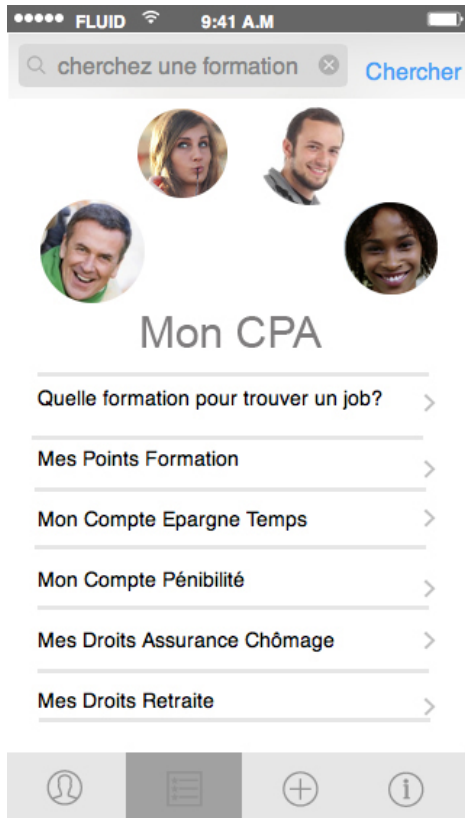 FLUID 9:41 A.M
cherchez une formation Chercher
Mon CPA
Quelle formation pour trouver un job?
Mes Points Formation
Mon Compte Epargne Temps
Mon Compte Pénibilité
Mes Droits Assurance Chômage
Mes Droits Retraite